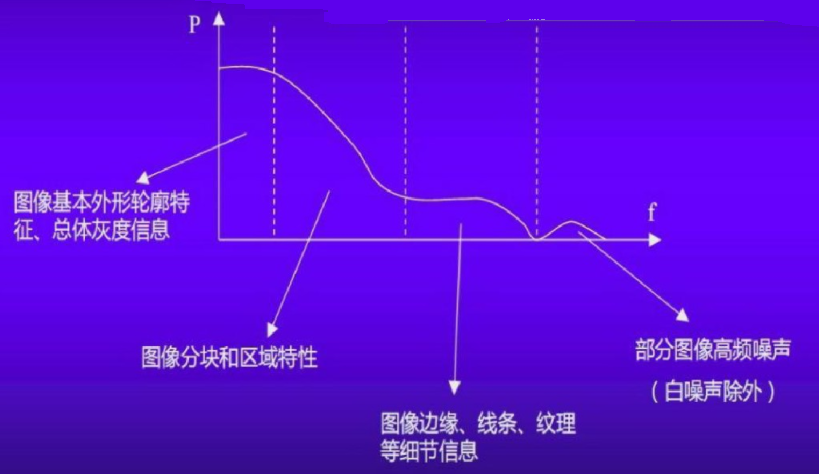 P
f
图像基本外形轮廓特
征、总体灰度信息
图像分块和区域特性
图像边缘、线条、纹理
等细节信息
部分图像高频噪声
（白噪声除外）